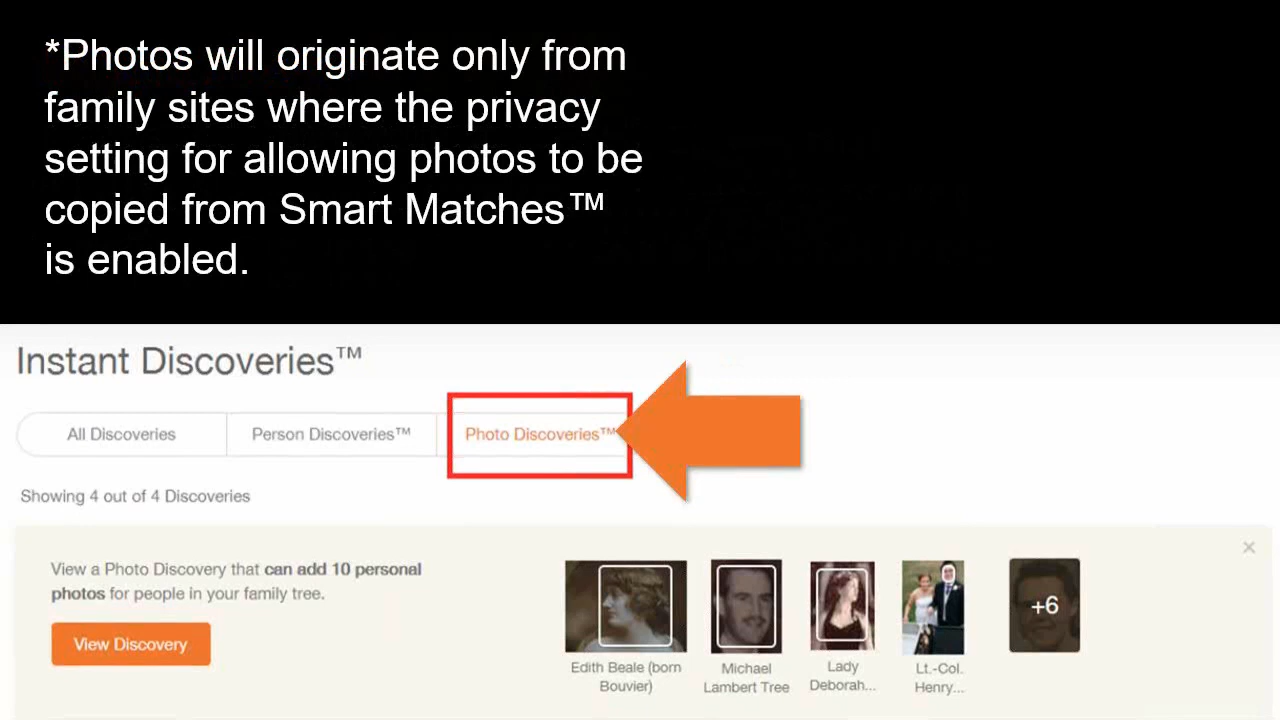 *Photos will originate only from
family sites where the privacy
setting for allowing photos to be
copied from Smart Matches™
is enabled.
Instant Discoveries™
All Discoveries
Person Discoveries™
Photo Discoveries™
Showing 4 out of 4 Discoveries
View a Photo Discovery that can add 10 personal
photos for people in your family tree.
View Discovery
Edith Beale (born
Bouvier)
Michael
Lambert Tree
Lady
Deborah...
Lt.-Col.
Henry...
+6